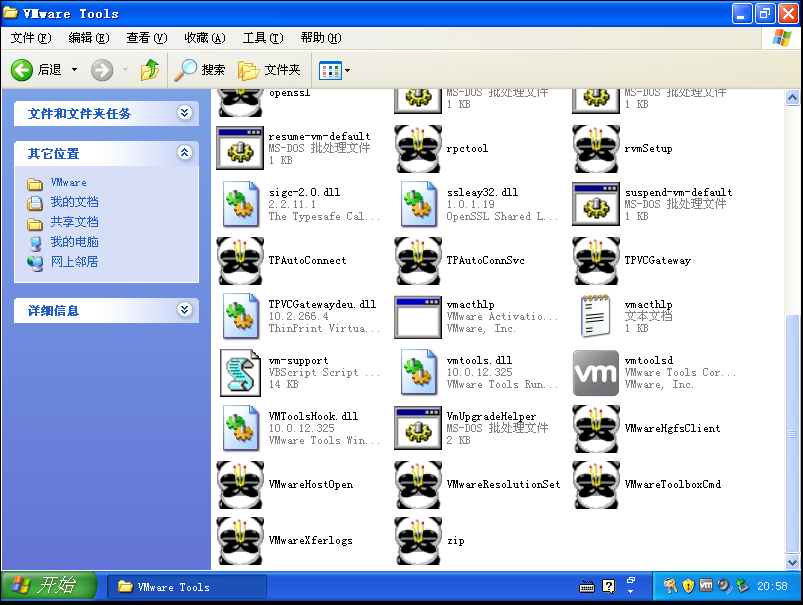 VMware Tools
文件(F) 编辑(E) 查看(V) 收藏(A) 工具(T) 帮助(H)
后退 搜索 文件夹
文件和文件夹任务
其它位置
VMware
我的文档
共享文档
我的电脑
网上邻居
详细信息
openssl
MS-DOS 批处理文件
1 KB
MS-DOS 批处理文件
1 KB
resume-vm-default
MS-DOS 批处理文件
1 KB
rpctool
rvmSetup
sigc-2.0.dll
2.2.11.1
The Typesafe Cal...
ssleay32.dll
1.0.1.19
OpenSSL Shared L...
suspend-vm-default
MS-DOS 批处理文件
1 KB
TPAutoConnect
TPAutoConnSvc
TPVCGateway
TPVCGatewaydeu.dll
10.2.266.4
ThinPrint Virtua...
vmacthlp
VMware Activatio...
VMware, Inc.
vmacthlp
文本文档
1 KB
vm-support
VBScript Script ...
14 KB
vmtools.dll
10.0.12.325
VMware Tools Run...
vm
vmtoolsd
VMware Tools Cor...
VMware, Inc.
VMToolsHook.dll
10.0.12.325
VMware Tools Win...
VmUpgradeHelper
MS-DOS 批处理文件
2 KB
VMwareHgfsClient
VMwareHostOpen
VMwareResolutionSet
VMwareToolboxCmd
VMwareXferlogs
zip
开始
VMware Tools
vm
20:58